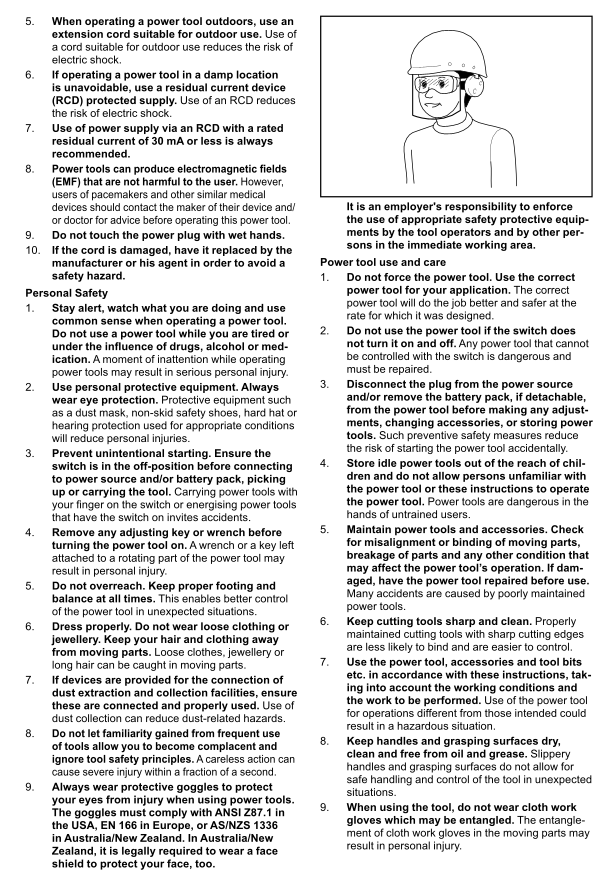 5. When operating a power tool outdoors, use an
extension cord suitable for outdoor use. Use of
a cord suitable for outdoor use reduces the risk of
electric shock.
6. If operating a power tool in a damp location
is unavoidable, use a residual current device
(RCD) protected supply. Use of an RCD reduces
the risk of electric shock.
7. Use of power supply via an RCD with a rated
residual current of 30 mA or less is always
recommended.
8. Power tools can produce electromagnetic fields
(EMF) that are not harmful to the user. However,
users of pacemakers and other similar medical
devices should contact the maker of their device and/
or doctor for advice before operating this power tool.
9. Do not touch the power plug with wet hands.
10. If the cord is damaged, have it replaced by the
manufacturer or his agent in order to avoid a
safety hazard.
Personal Safety
1. Stay alert, watch what you are doing and use
common sense when operating a power tool.
Do not use a power tool while you are tired or
under the influence of drugs, alcohol or med-
ication. A moment of inattention while operating
power tools may result in serious personal injury.
2. Use personal protective equipment. Always
wear eye protection. Protective equipment such
as a dust mask, non-skid safety shoes, hard hat or
hearing protection used for appropriate conditions
will reduce personal injuries.
3. Prevent unintentional starting. Ensure the
switch is in the off-position before connecting
to power source and/or battery pack, picking
up or carrying the tool. Carrying power tools with
your finger on the switch or energising power tools
that have the switch on invites accidents.
4. Remove any adjusting key or wrench before
turning the power tool on. A wrench or a key left
attached to a rotating part of the power tool may
result in personal injury.
5. Do not overreach. Keep proper footing and
balance at all times. This enables better control
of the power tool in unexpected situations.
6. Dress properly. Do not wear loose clothing or
jewellery. Keep your hair and clothing away
from moving parts. Loose clothes, jewellery or
long hair can be caught in moving parts.
7. If devices are provided for the connection of
dust extraction and collection facilities, ensure
these are connected and properly used. Use of
dust collection can reduce dust-related hazards.
8. Do not let familiarity gained from frequent use
of tools allow you to become complacent and
ignore tool safety principles. A careless action can
cause severe injury within a fraction of a second.
9. Always wear protective goggles to protect
your eyes from injury when using power tools.
The goggles must comply with ANSI Z87.1 in
the USA, EN 166 in Europe, or AS/NZS 1336
in Australia/New Zealand. In Australia/New
Zealand, it is legally required to wear a face
shield to protect your face, too.
It is an employer's responsibility to enforce
the use of appropriate safety protective equip-
ments by the tool operators and by other per-
sons in the immediate working area.
Power tool use and care
1. Do not force the power tool. Use the correct
power tool for your application. The correct
power tool will do the job better and safer at the
rate for which it was designed.
2. Do not use the power tool if the switch does
not turn it on and off. Any power tool that cannot
be controlled with the switch is dangerous and
must be repaired.
3. Disconnect the plug from the power source
and/or remove the battery pack, if detachable,
from the power tool before making any adjust-
ments, changing accessories, or storing power
tools. Such preventive safety measures reduce
the risk of starting the power tool accidentally.
4. Store idle power tools out of the reach of chil-
dren and do not allow persons unfamiliar with
the power tool or these instructions to operate
the power tool. Power tools are dangerous in the
hands of untrained users.
5. Maintain power tools and accessories. Check
for misalignment or binding of moving parts,
breakage of parts and any other condition that
may affect the power tool's operation. If dam-
aged, have the power tool repaired before use.
Many accidents are caused by poorly maintained
power tools.
6. Keep cutting tools sharp and clean. Properly
maintained cutting tools with sharp cutting edges
are less likely to bind and are easier to control.
7. Use the power tool, accessories and tool bits
etc. in accordance with these instructions, tak-
ing into account the working conditions and
the work to be performed. Use of the power tool
for operations different from those intended could
result in a hazardous situation.
8. Keep handles and grasping surfaces dry,
clean and free from oil and grease. Slippery
handles and grasping surfaces do not allow for
safe handling and control of the tool in unexpected
situations.
9. When using the tool, do not wear cloth work
gloves which may be entangled. The entangle-
ment of cloth work gloves in the moving parts may
result in personal injury.